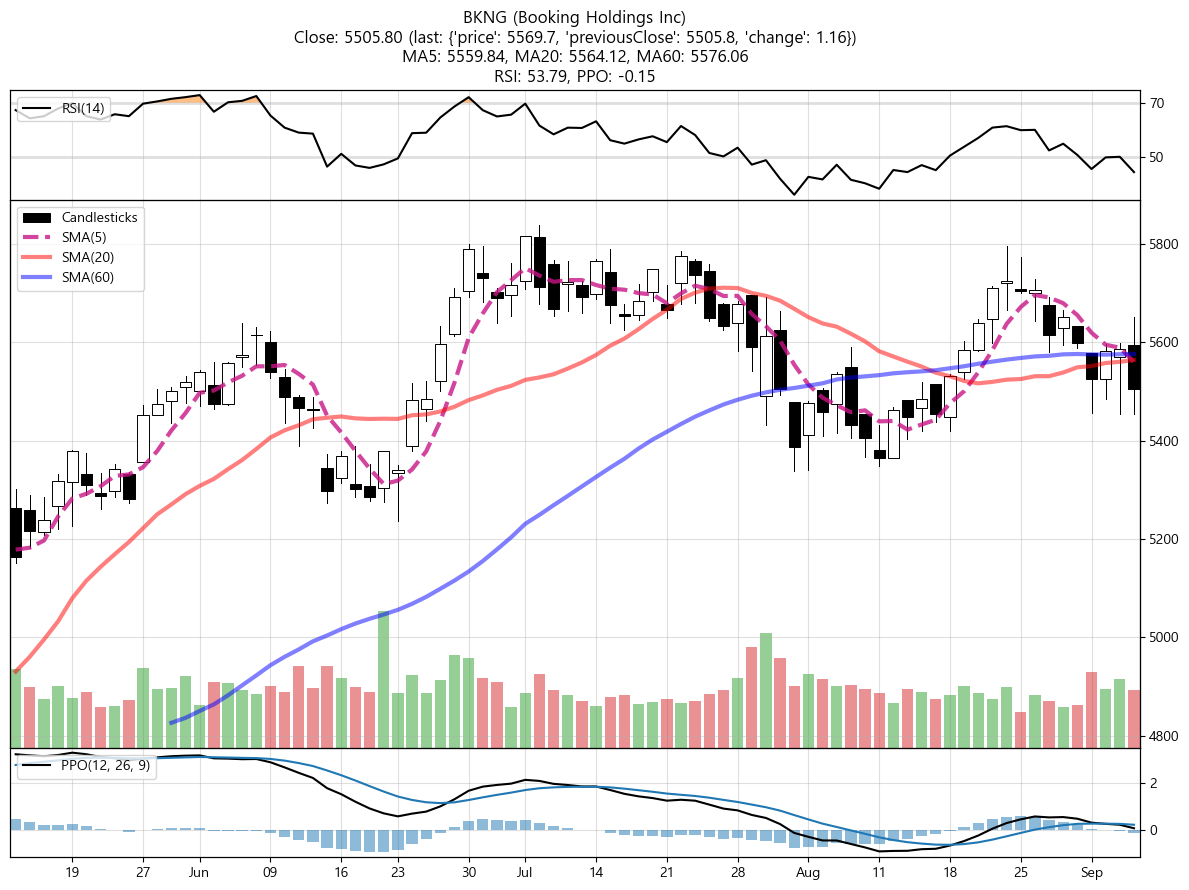 BKNG (Booking Holdings Inc)
Close: 5505.80 (last: {'price': 5569.7, 'previousClose': 5505.8, 'change': 1.16})
MA5: 5559.84, MA20: 5564.12, MA60: 5576.06
RSI: 53.79, PPO: -0.15
RSI(14)
70
50
Candlesticks
SMA(5)
SMA(20)
SMA(60)
5800
5600
5400
5200
5000
4800
PPO(12, 26, 9)
2
0
19 27 Jun 09 16 23 30 Jul 14 21 28 Aug 11 18 25 Sep